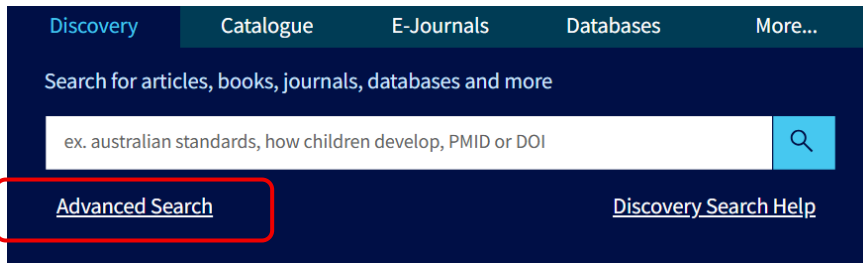 Discovery Catalogue E-Journals Databases More...
Search for articles, books, journals, databases and more
ex. australian standards, how children develop, PMID or DOI
Advanced Search Discovery Search Help